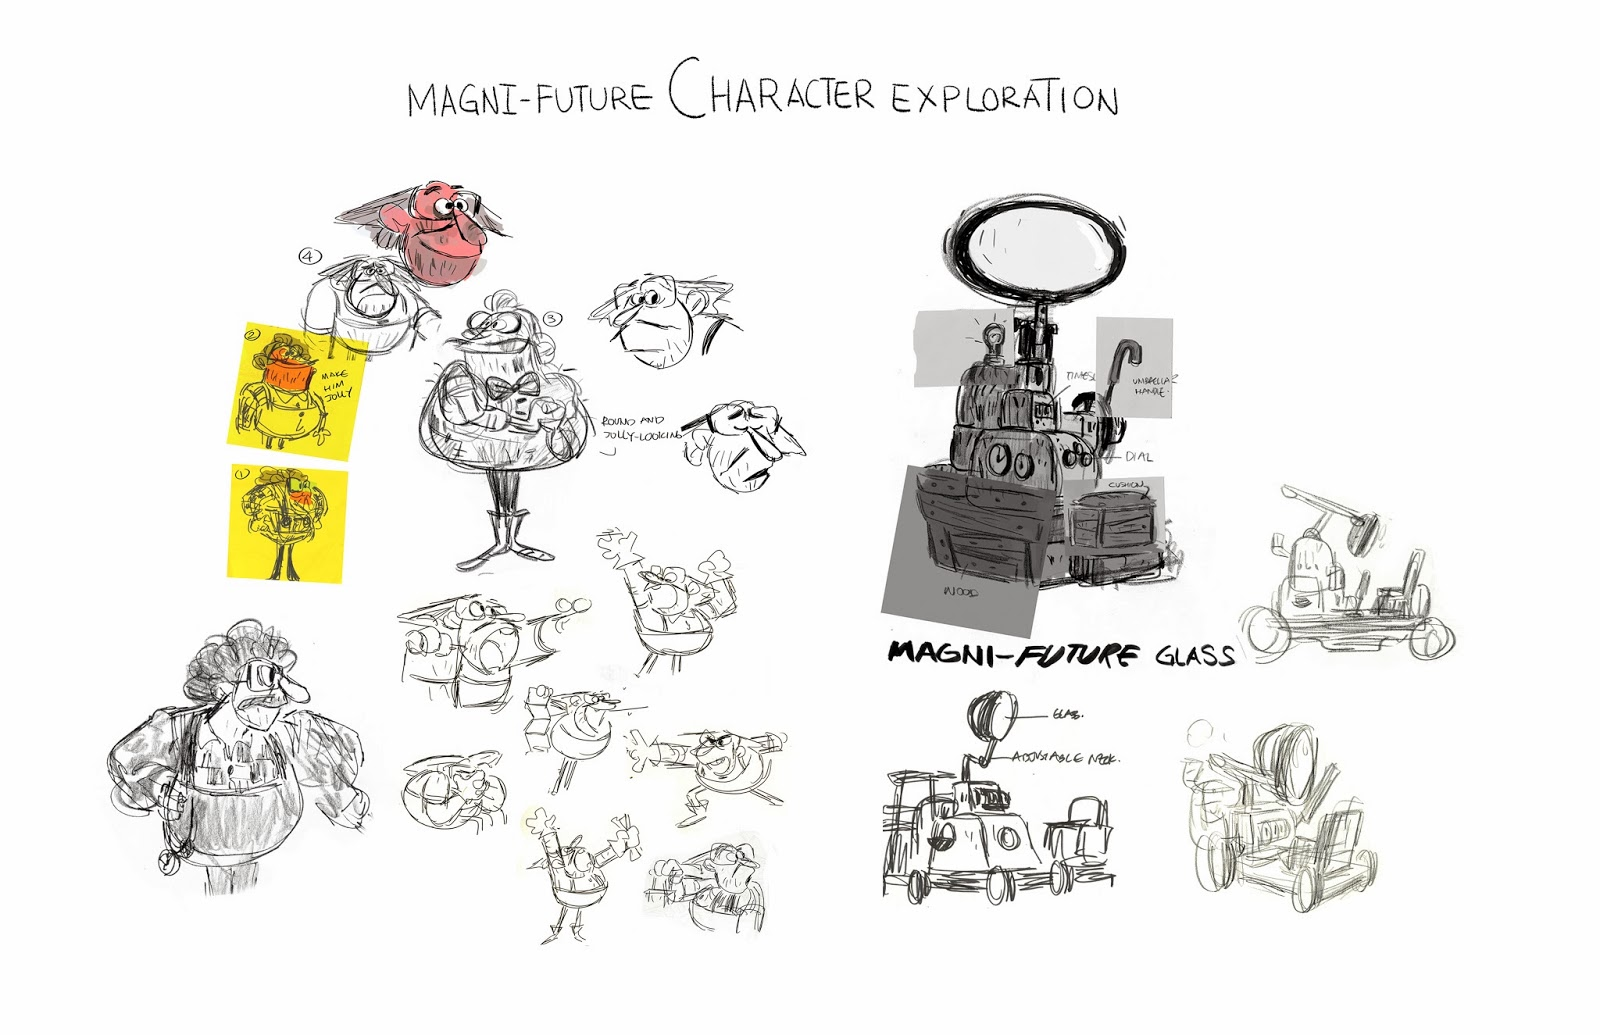 MAGNI-FUTURE CHARACTER EXPLORATION
4
3
2
MAKE
HIM
JOLLY
1
ROUND AND
JOLLY-LOOKING
UMBRELLA
HANDLE.
DIAL
CUSHION
WOOD
MAGNI-FUTURE GLASS
GLASS.
ADJUSTABLE NECK.